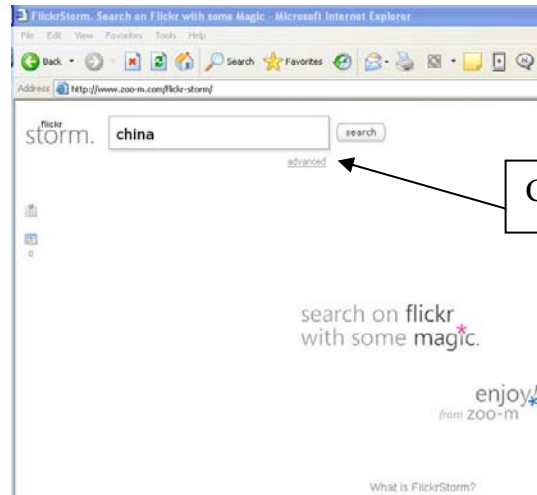 FlickrStorm. Search on Flickr with some Magic - Microsoft Internet Explorer
File Edit View Favorites Tools Help
Back Search Favorites
Address http://www.zoo-m.com/flickr-storm/
flickr
storm. china search
advanced
C
0
search on flickr
with some magic.
enjoy!
from zoo-m
What is FlickrStorm?